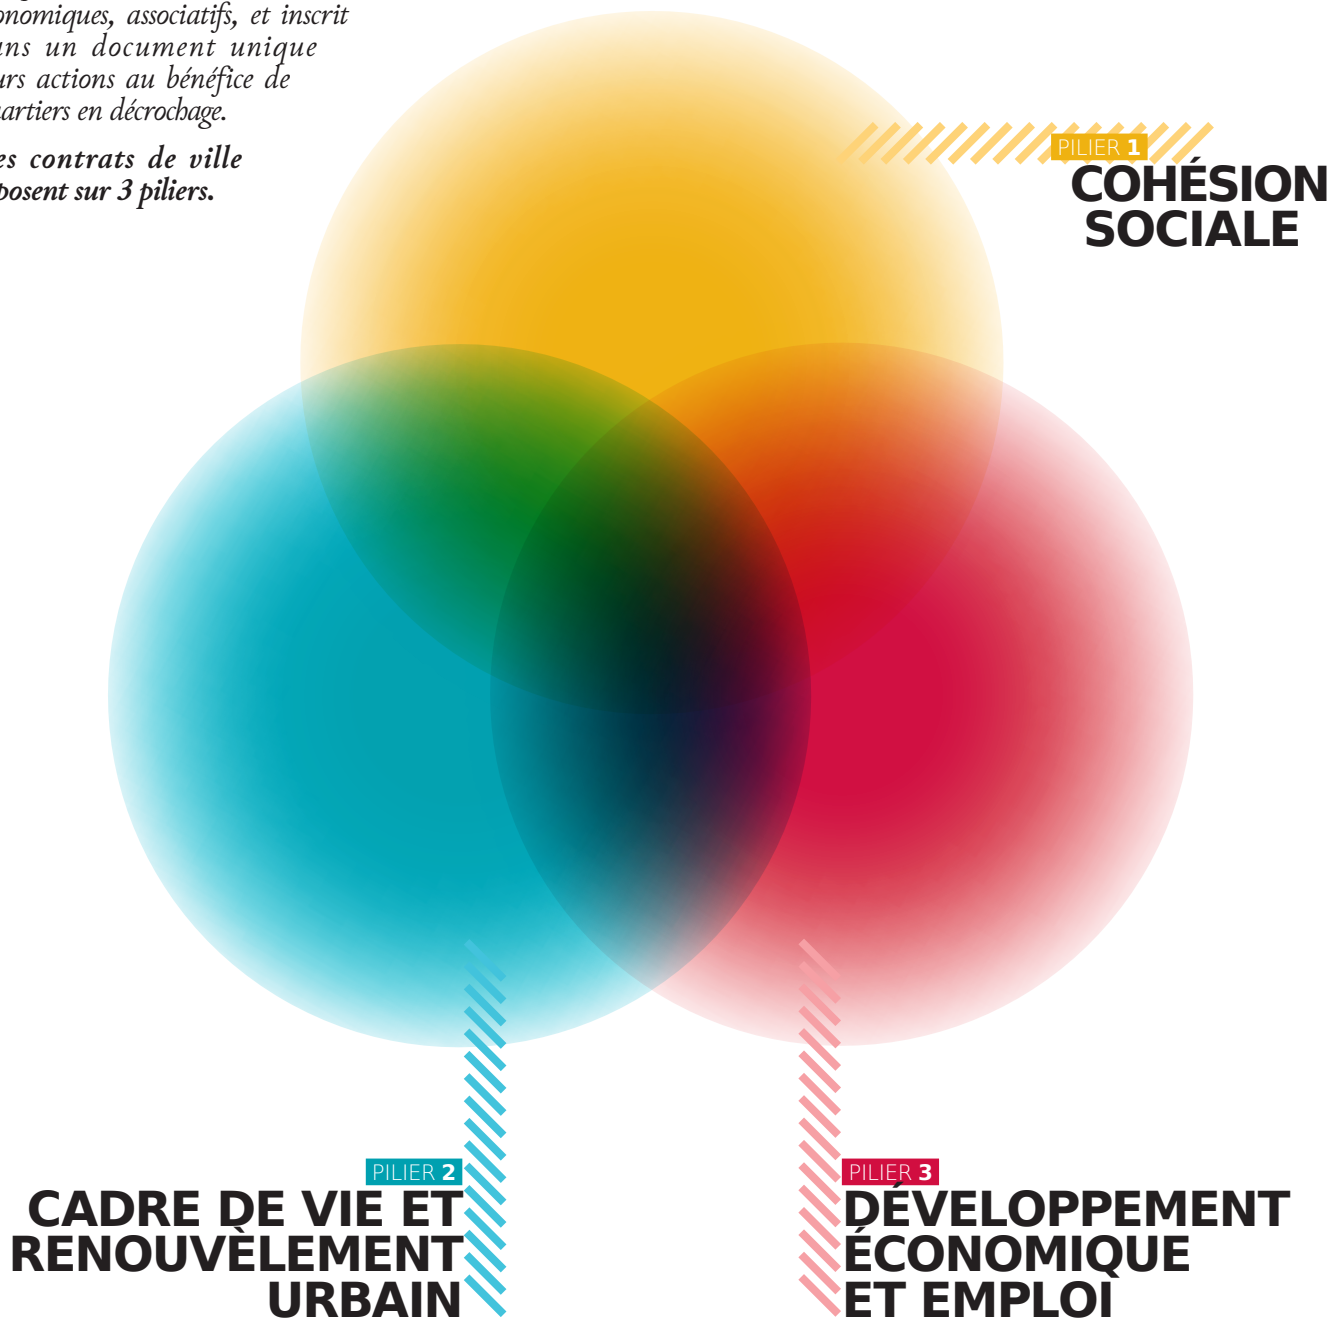 onomiques, associatifs, et inscrit
ans un document unique
urs actions au bénéfice de
artiers en décrochage.
es contrats de ville
posent sur 3 piliers.
PILIER 1
COHÉSION
SOCIALE
PILIER 2
CADRE DE VIE ET
RENOUVÈLEMENT
URBAIN
PILIER 3
DÉVELOPPEMENT
ÉCONOMIQUE
ET EMPLOI